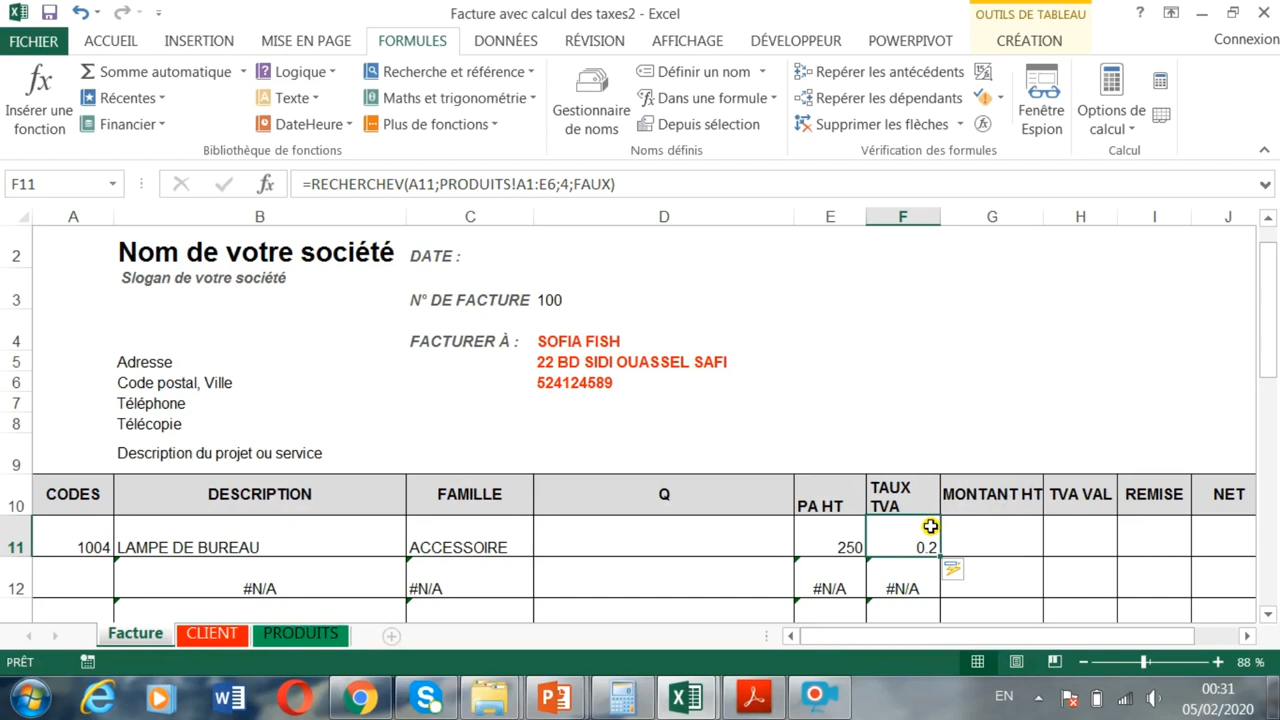 Facture avec calcul des taxes2 - Excel
OUTILS DE TABLEAU
FICHIER ACCUEIL INSERTION MISE EN PAGE FORMULES DONNÉES RÉVISION AFFICHAGE DÉVELOPPEUR POWERPIVOT CRÉATION Connexion
Insérer une fonction
Somme automatique
Récentes
Financier
Logique
Texte
DateHeure
Recherche et référence
Maths et trigonométrie
Plus de fonctions
Bibliothèque de fonctions
Gestionnaire de noms
Définir un nom
Dans une formule
Depuis sélection
Noms définis
Repérer les antécédents
Repérer les dépendants
Supprimer les flèches
Vérification des formules
Fenêtre Espion
Options de calcul
Calcul
F11 fx =RECHERCHEV(A11;PRODUITS!A1:E6;4;FAUX)
A B C D E F G H I J
2 Nom de votre société DATE :
Slogan de votre société
3 N° DE FACTURE 100
4 FACTURER À : SOFIA FISH
5 Adresse 22 BD SIDI OUASSEL SAFI
6 Code postal, Ville 524124589
7 Téléphone
8 Télécopie
9 Description du projet ou service
10 CODES DESCRIPTION FAMILLE Q PA HT TAUX TVA MONTANT HT TVA VAL REMISE NET
11 1004 LAMPE DE BUREAU ACCESSOIRE 250 0.2
12 #N/A #N/A #N/A #N/A
Facture CLIENT PRODUITS
PRÊT 88 %
EN 00:31
05/02/2020